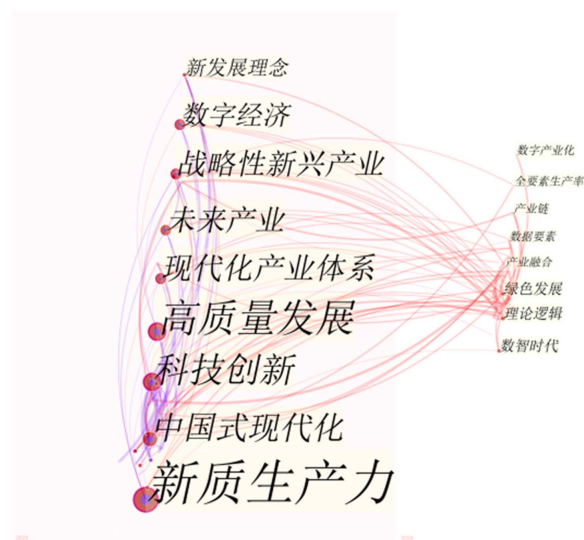 新发展理念
数字经济
战略性新兴产业
未来产业
现代化产业体系
高质量发展
科技创新
中国式现代化
新质生产力
数字产业化
全要素生产率
产业链
数据要素
产业融合
绿色发展
理论逻辑
数智时代